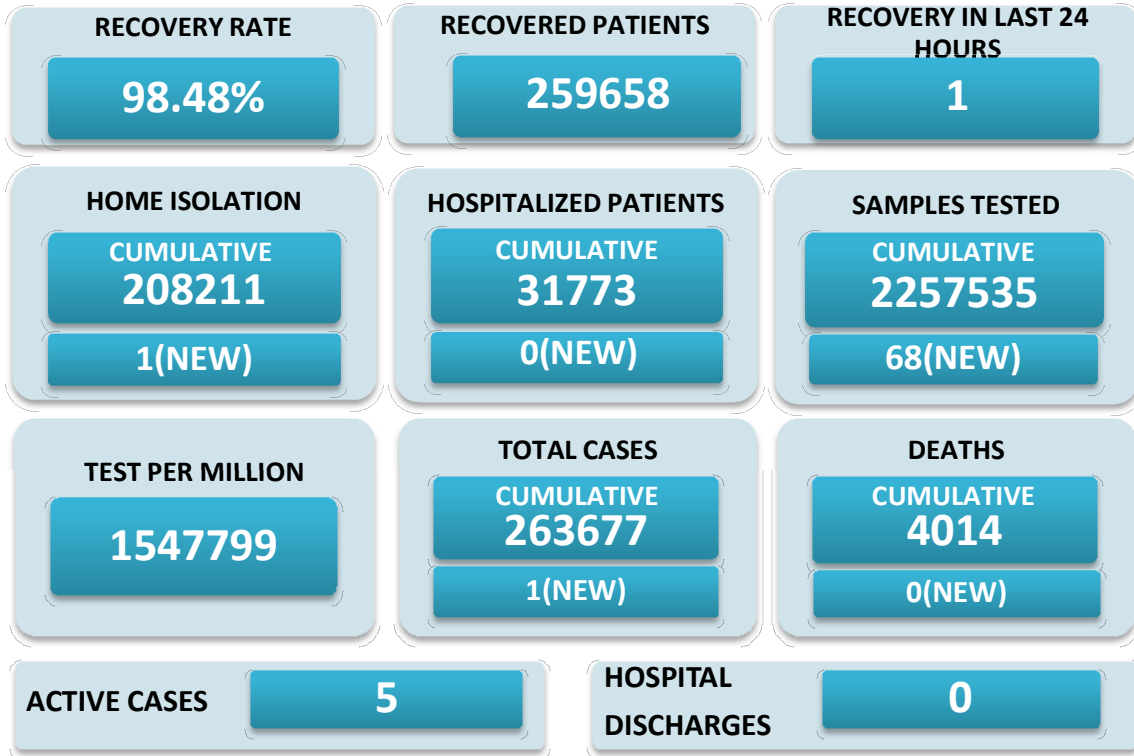 RECOVERY RATE
98.48%
RECOVERED PATIENTS
259658
RECOVERY IN LAST 24
HOURS
1
HOME ISOLATION
CUMULATIVE
208211
1(NEW)
HOSPITALIZED PATIENTS
CUMULATIVE
31773
0(NEW)
SAMPLES TESTED
CUMULATIVE
2257535
68(NEW)
TEST PER MILLION
1547799
TOTAL CASES
CUMULATIVE
263677
1(NEW)
DEATHS
CUMULATIVE
4014
0(NEW)
ACTIVE CASES
5
HOSPITAL
DISCHARGES
0